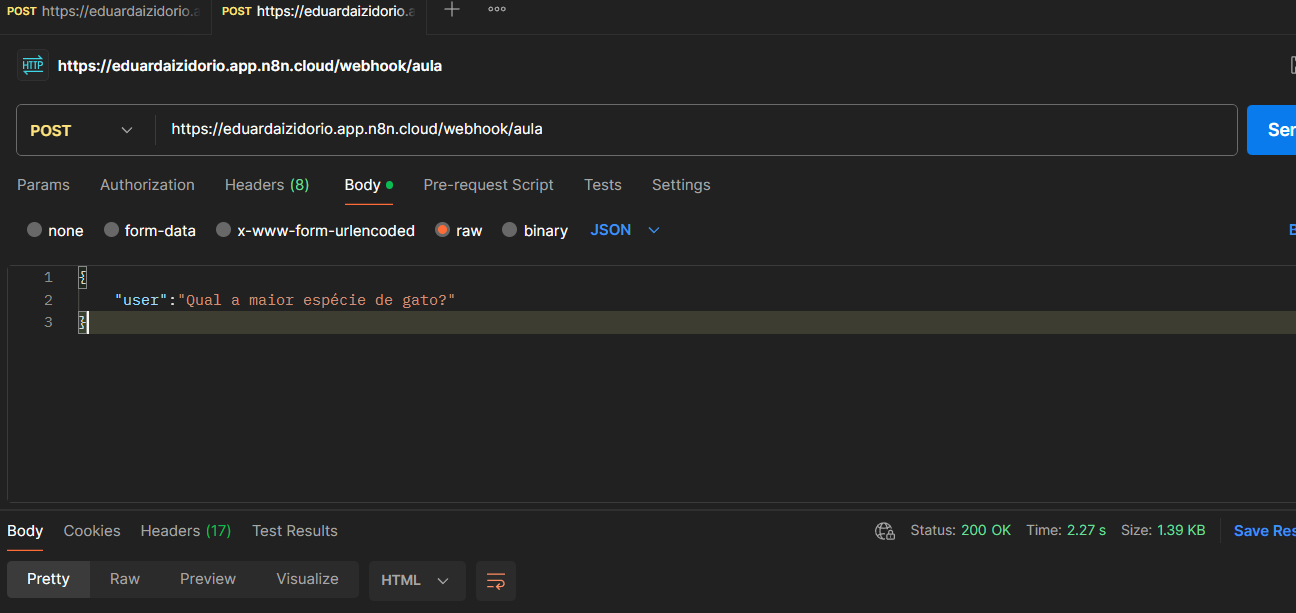 POST https://eduardaizidorio.a POST https://eduardaizidorio.a
HTTP https://eduardaizidorio.app.n8n.cloud/webhook/aula
POST https://eduardaizidorio.app.n8n.cloud/webhook/aula Ser
Params Authorization Headers (8) Body Pre-request Script Tests Settings
none form-data x-www-form-urlencoded raw binary JSON B
1 {
2 "user":"Qual a maior espécie de gato?"
3 }
Body Cookies Headers (17) Test Results Status: 200 OK Time: 2.27 s Size: 1.39 KB Save Res
Pretty Raw Preview Visualize HTML